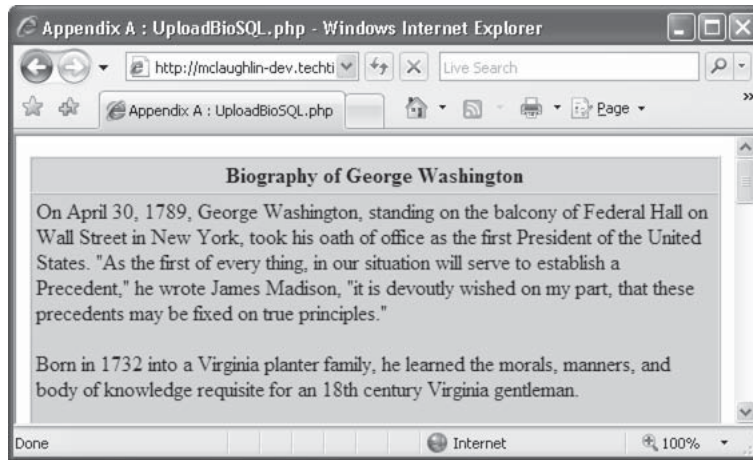 Appendix A : UploadBioSQL.php - Windows Internet Explorer
http://mclaughlin-dev.techti
Live Search
Appendix A : UploadBioSQL.php
Page
»
Biography of George Washington
On April 30, 1789, George Washington, standing on the balcony of Federal Hall on
Wall Street in New York, took his oath of office as the first President of the United
States. "As the first of every thing, in our situation will serve to establish a
Precedent," he wrote James Madison, "it is devoutly wished on my part, that these
precedents may be fixed on true principles."
Born in 1732 into a Virginia planter family, he learned the morals, manners, and
body of knowledge requisite for an 18th century Virginia gentleman.
Done
Internet
100%